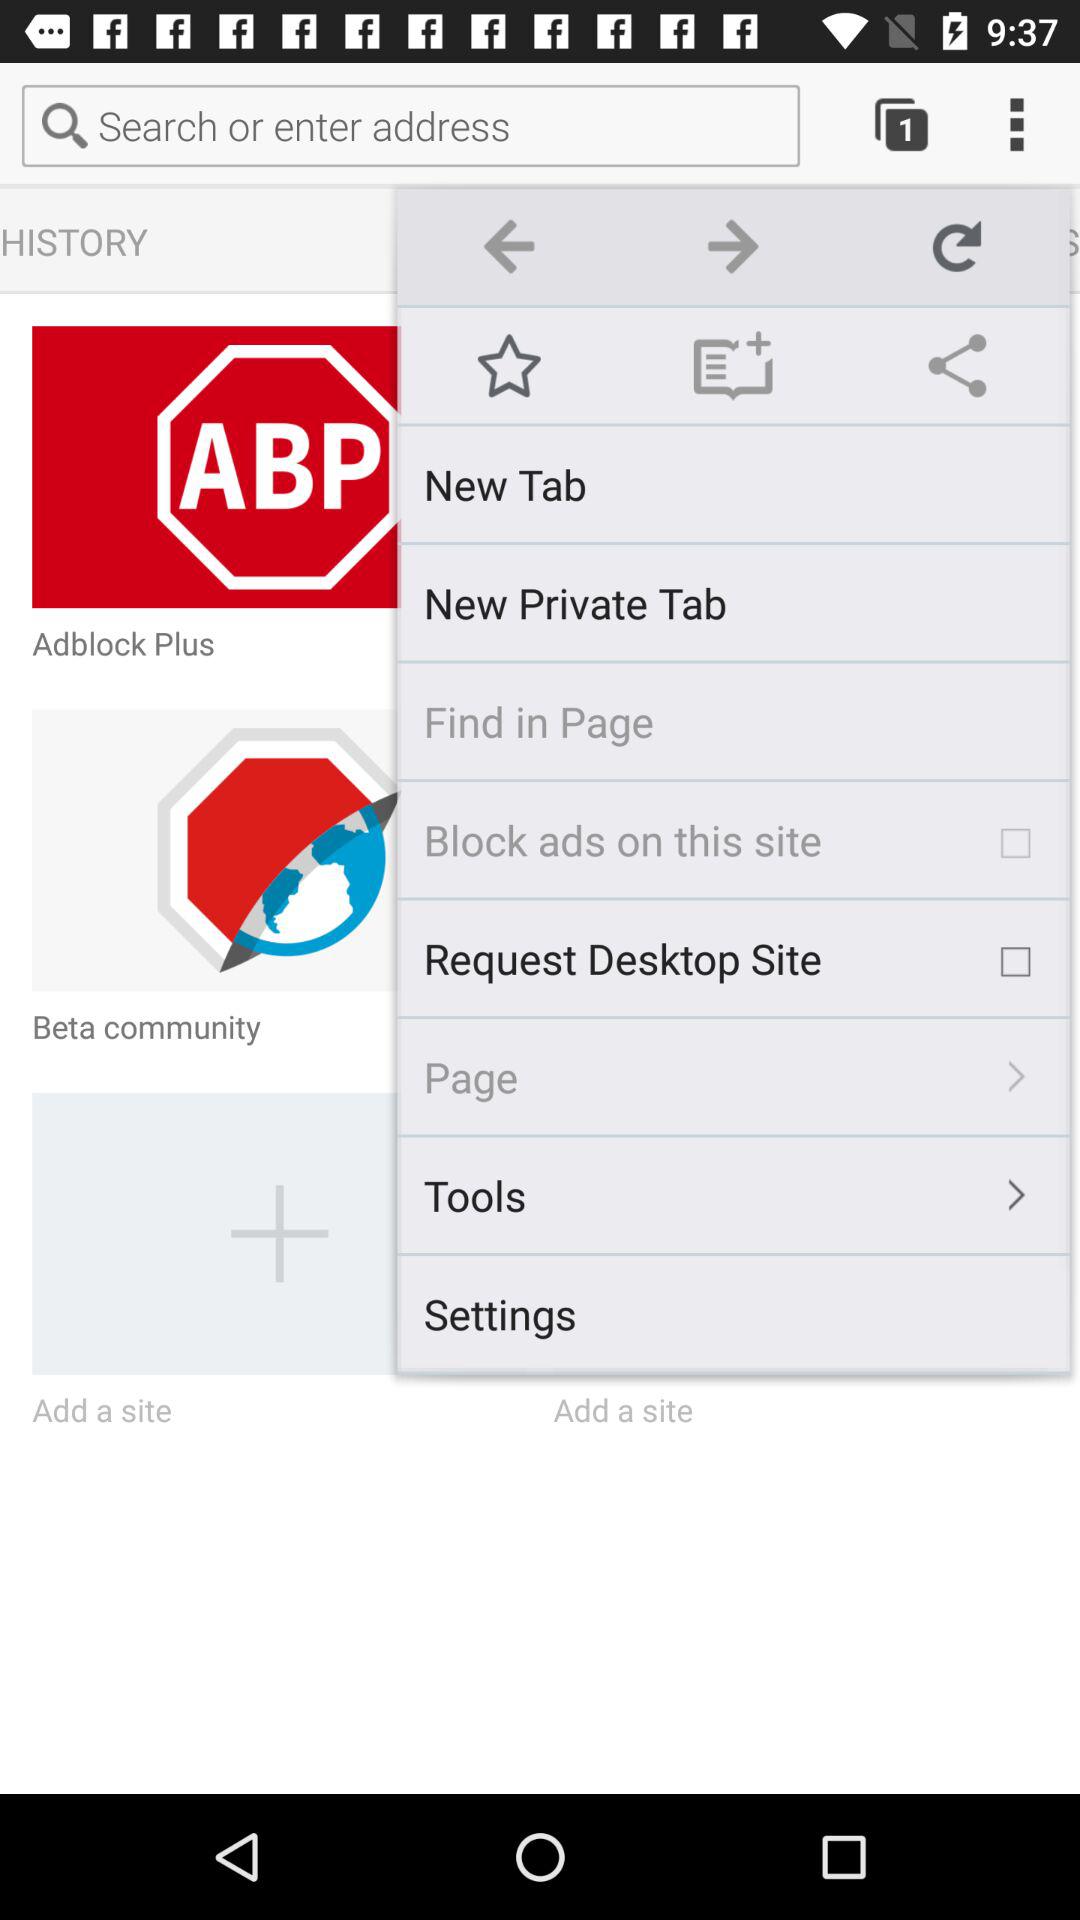 9:37
Search or enter address
1
HISTORY
S
ABP
Adblock Plus
New Tab
New Private Tab
Find in Page
Block ads on this site
Request Desktop Site
Beta community
Page
Tools
Settings
Add a site
Add a site